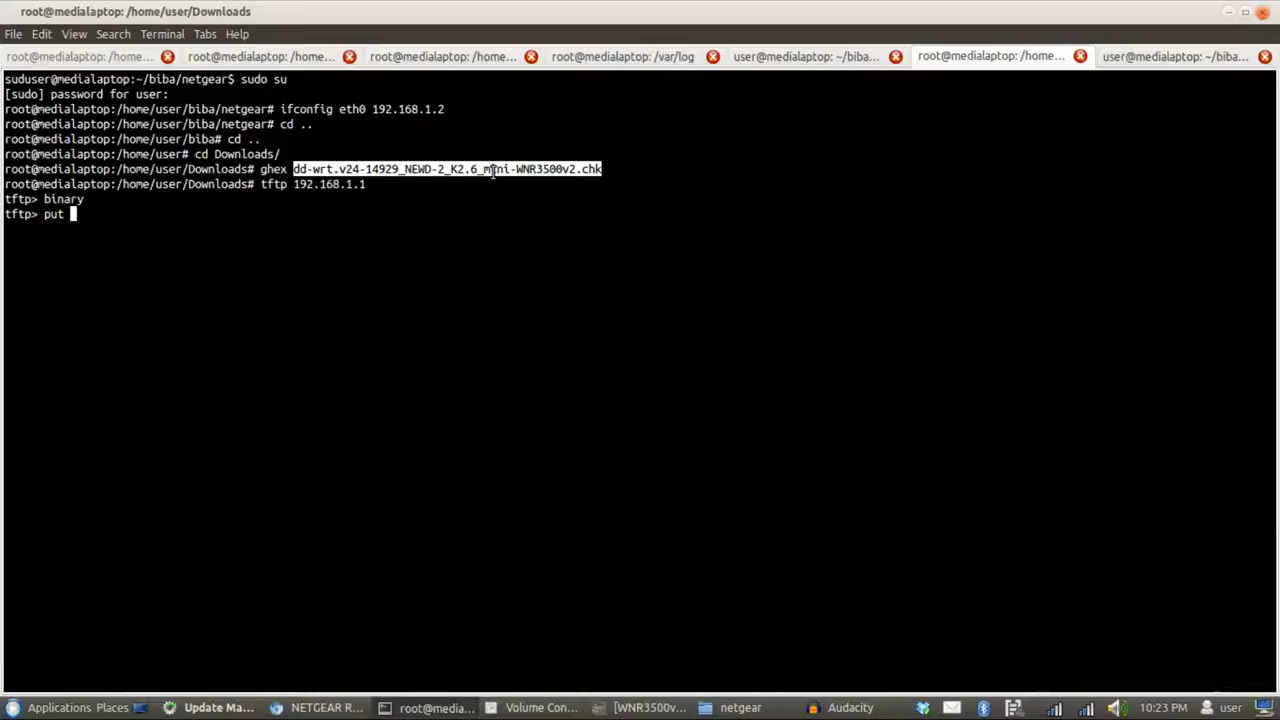 root@medialaptop: /home/user/Downloads
File Edit View Search Terminal Tabs Help
root@medialaptop: /home... root@medialaptop: /home... root@medialaptop: /home... root@medialaptop: /var/log user@medialaptop: ~/biba... root@medialaptop: /home... user@medialaptop: ~/biba...
suduser@medialaptop:~/biba/netgear$ sudo su
[sudo] password for user:
root@medialaptop:/home/user/biba/netgear# ifconfig eth0 192.168.1.2
root@medialaptop:/home/user/biba/netgear# cd ..
root@medialaptop:/home/user/biba# cd ..
root@medialaptop:/home/user# cd Downloads/
root@medialaptop:/home/user/Downloads# ghex dd-wrt.v24-14929_NEWD-2_K2.6_mini-WNR3500v2.chk
root@medialaptop:/home/user/Downloads# tftp 192.168.1.1
tftp> binary
tftp> put
Applications Places Update Ma... NETGEAR R... root@media... Volume Con... [WNR3500v... netgear Audacity 10:23 PM user